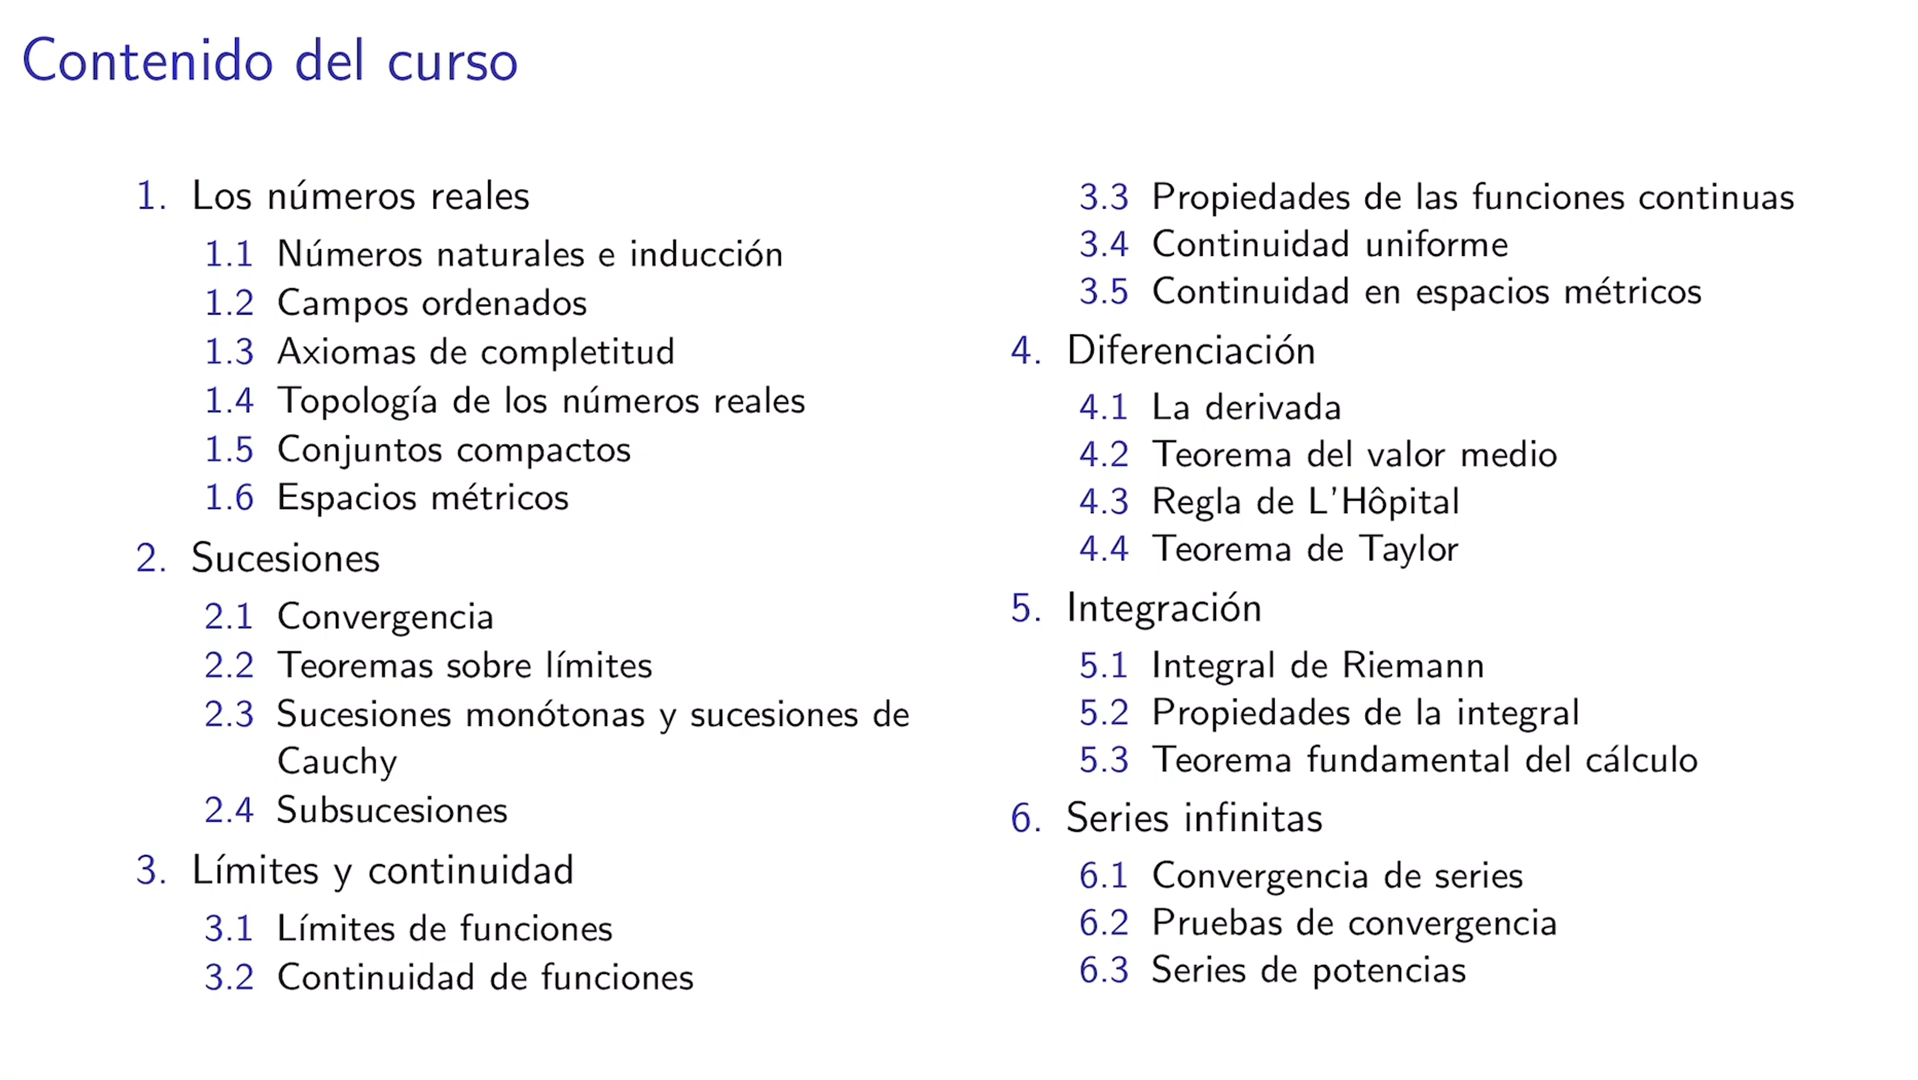 Contenido del curso
1. Los números reales
1.1 Números naturales e inducción
1.2 Campos ordenados
1.3 Axiomas de completitud
1.4 Topología de los números reales
1.5 Conjuntos compactos
1.6 Espacios métricos
2. Sucesiones
2.1 Convergencia
2.2 Teoremas sobre límites
2.3 Sucesiones monótonas y sucesiones de
Cauchy
2.4 Subsucesiones
3. Límites y continuidad
3.1 Límites de funciones
3.2 Continuidad de funciones
3.3 Propiedades de las funciones continuas
3.4 Continuidad uniforme
3.5 Continuidad en espacios métricos
4. Diferenciación
4.1 La derivada
4.2 Teorema del valor medio
4.3 Regla de L'Hôpital
4.4 Teorema de Taylor
5. Integración
5.1 Integral de Riemann
5.2 Propiedades de la integral
5.3 Teorema fundamental del cálculo
6. Series infinitas
6.1 Convergencia de series
6.2 Pruebas de convergencia
6.3 Series de potencias